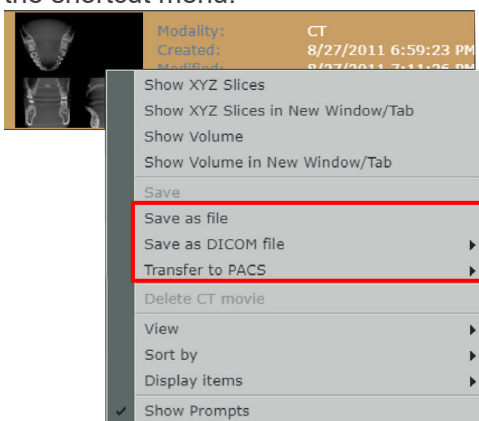 the shortcut menu:
Modality: CT
Created: 8/27/2011 6:59:23 PM
Modified: 8/27/2011 7:11:26 PM
Show XYZ Slices
Show XYZ Slices in New Window/Tab
Show Volume
Show Volume in New Window/Tab
Save
Save as file
Save as DICOM file
Transfer to PACS
Delete CT movie
View
Sort by
Display items
Show Prompts